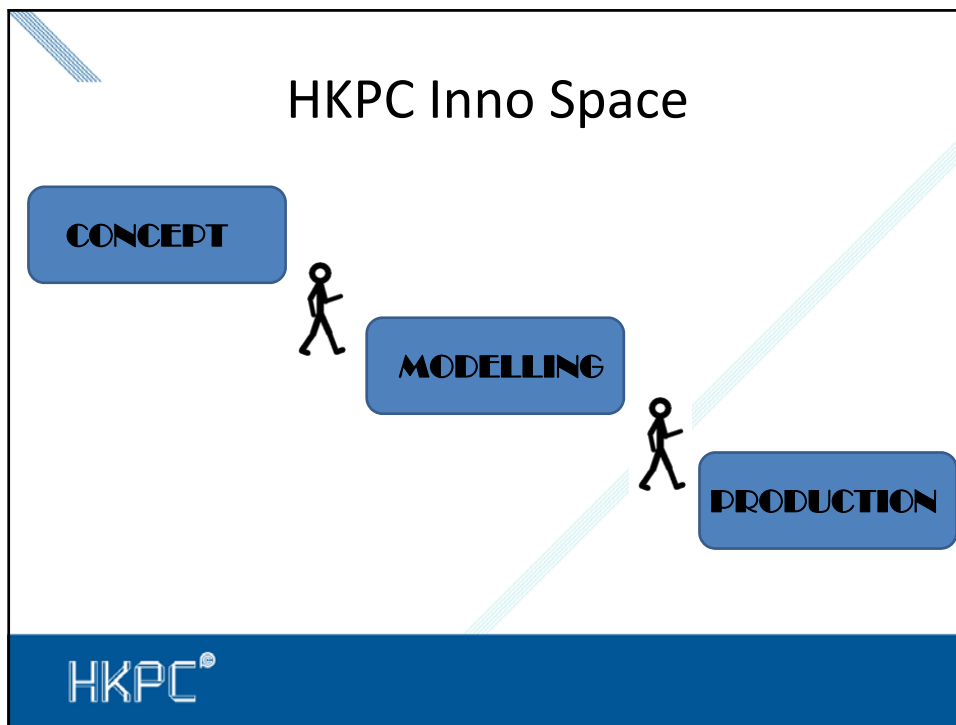 HKPC Inno Space
CONCEPT
MODELLING
PRODUCTION
HKPC